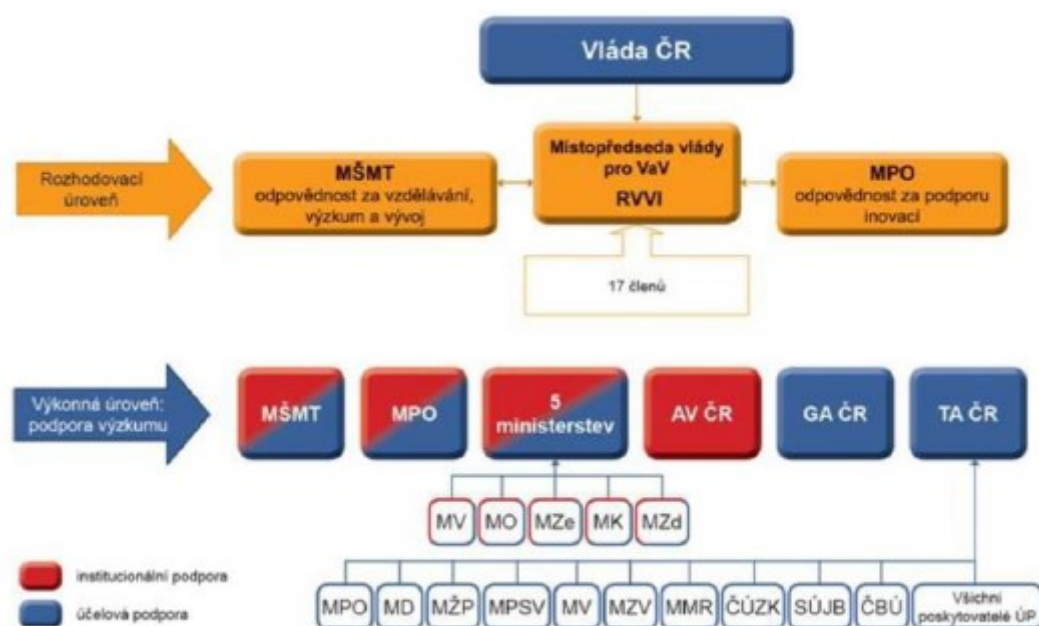 Vláda ČR
Rozhodovací
úroveň
MŠMT
odpovědnost za vzdělávání,
výzkum a vývoj
Místopředseda vlády
pro VaV
RVVI
MPO
odpovědnost za podporu
inovací
17 členů
Výkonná úroveň:
podpora výzkumu
MŠMT
MPO
5
ministerstev
AV ČR
GA ČR
TA ČR
MV
MO
MZe
MK
MZd
institucionální podpora
účelová podpora
MPO
MD
MŽP
MPSV
MV
MZV
MMR
ČÚZK
SÚJB
ČBÚ
Všichni
poskytovatelé ÚP